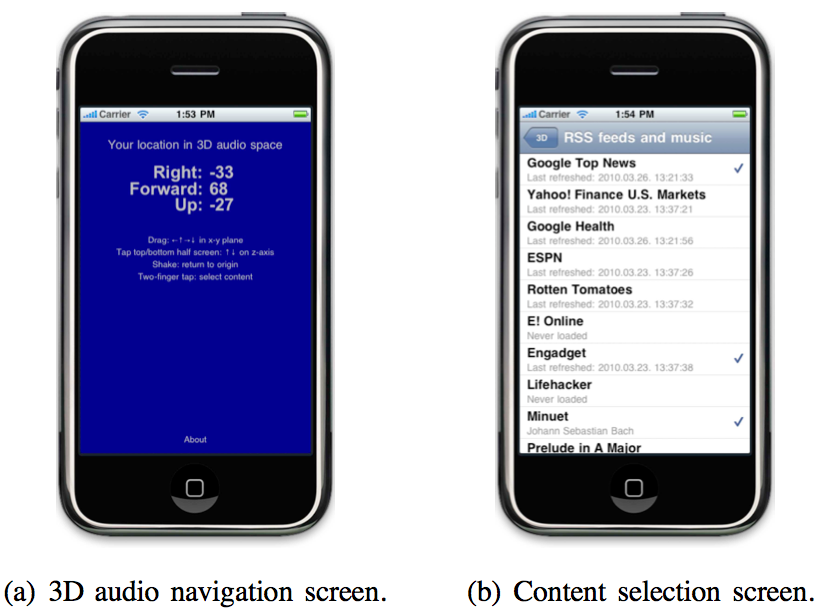 Carrier 1:53 PM
Your location in 3D audio space
Right: -33
Forward: 68
Up: -27
Drag: ←↑→↓ in x-y plane
Tap top/bottom half screen: ↑↓ on z-axis
Shake: return to origin
Two-finger tap: select content
About
(a) 3D audio navigation screen.
Carrier 1:54 PM
3D RSS feeds and music
Google Top News
Last refreshed: 2010.03.26. 13:21:33
Yahoo! Finance U.S. Markets
Last refreshed: 2010.03.23. 13:37:21
Google Health
Last refreshed: 2010.03.26. 13:21:56
ESPN
Last refreshed: 2010.03.23. 13:37:26
Rotten Tomatoes
Last refreshed: 2010.03.23. 13:37:32
E! Online
Never loaded
Engadget
Last refreshed: 2010.03.23. 13:37:38
Lifehacker
Never loaded
Minuet
Johann Sebastian Bach
Prelude in A Major
(b) Content selection screen.